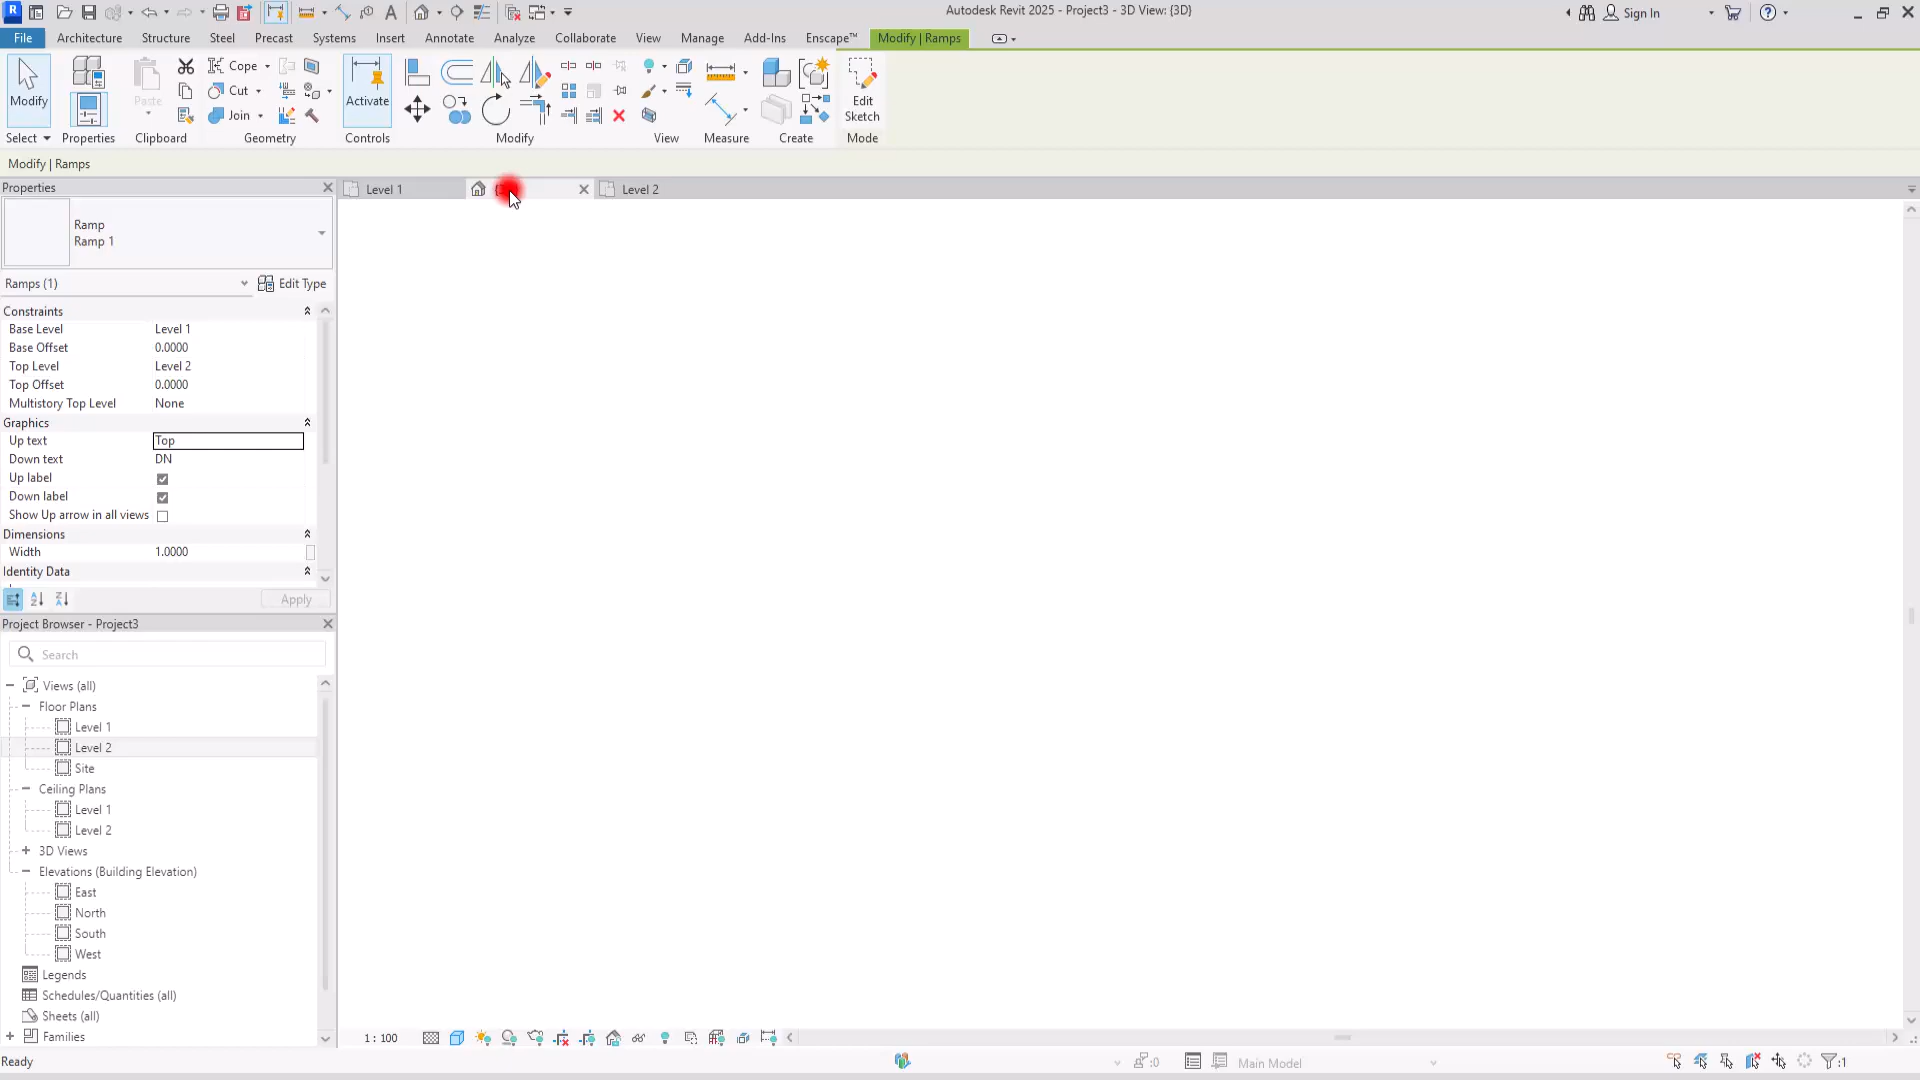 Autodesk Revit 2025 - Project3 - 3D View: {3D}
Sign In
File Architecture Structure Steel Precast Systems Insert Annotate Analyze Collaborate View Manage Add-Ins Enscape™ Modify | Ramps
Modify
Paste
Cope
Cut
Join
Activate
Edit
Sketch
Select Properties Clipboard Geometry Controls Modify View Measure Create Mode
Modify | Ramps
Properties
Level 1
Level 2
Ramp
Ramp 1
Ramps (1)
Edit Type
Constraints
Base Level Level 1
Base Offset 0.0000
Top Level Level 2
Top Offset 0.0000
Multistory Top Level None
Graphics
Up text Top
Down text DN
Up label
Down label
Show Up arrow in all views
Dimensions
Width 1.0000
Identity Data
Apply
Project Browser - Project3
Search
Views (all)
Floor Plans
Level 1
Level 2
Site
Ceiling Plans
Level 1
Level 2
3D Views
Elevations (Building Elevation)
East
North
South
West
Legends
Schedules/Quantities (all)
Sheets (all)
Families
1 : 100
Ready
:0
Main Model
:1